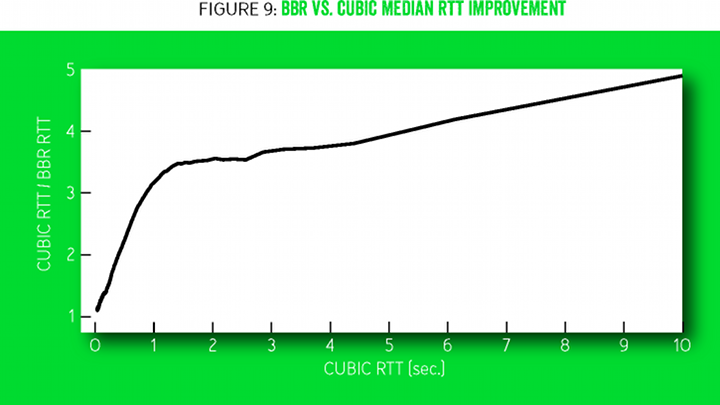 FIGURE 9: BBR VS. CUBIC MEDIAN RTT IMPROVEMENT
5
4
3
2
1
CUBIC RTT / BBR RTT
0 1 2 3 4 5 6 7 8 9 10
CUBIC RTT (sec.)